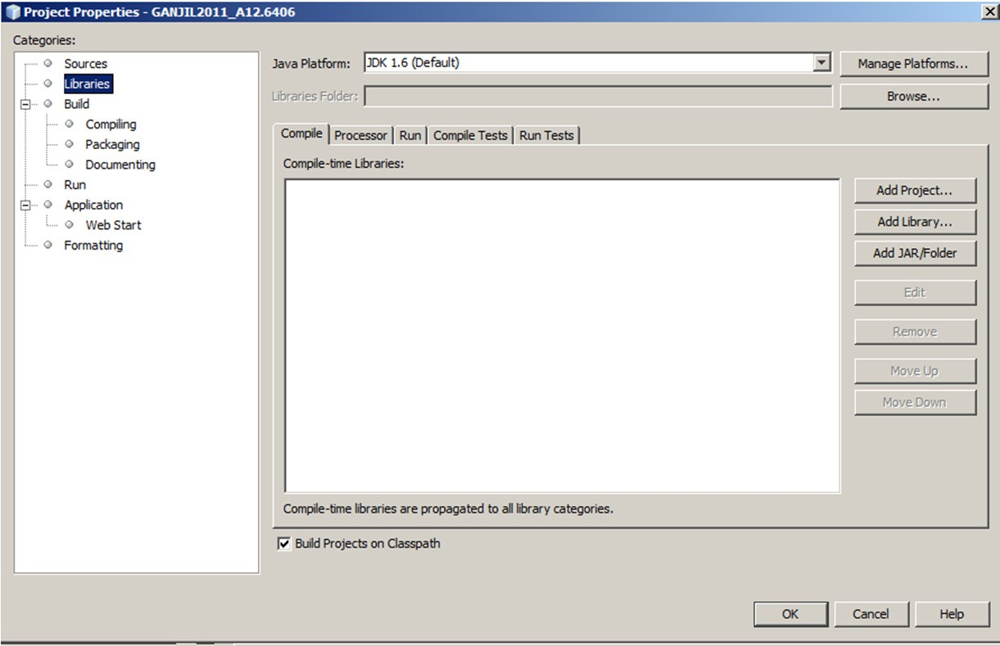 Project Properties - GANJIL2011_A12.6406
Categories:
Sources
Libraries
Build
Compiling
Packaging
Documenting
Run
Application
Web Start
Formatting
Java Platform: JDK 1.6 (Default) Manage Platforms...
Libraries Folder: Browse...
Compile Processor Run Compile Tests Run Tests
Compile-time Libraries:
Add Project...
Add Library...
Add JAR/Folder
Edit
Remove
Move Up
Move Down
Compile-time libraries are propagated to all library categories.
Build Projects on Classpath
OK Cancel Help